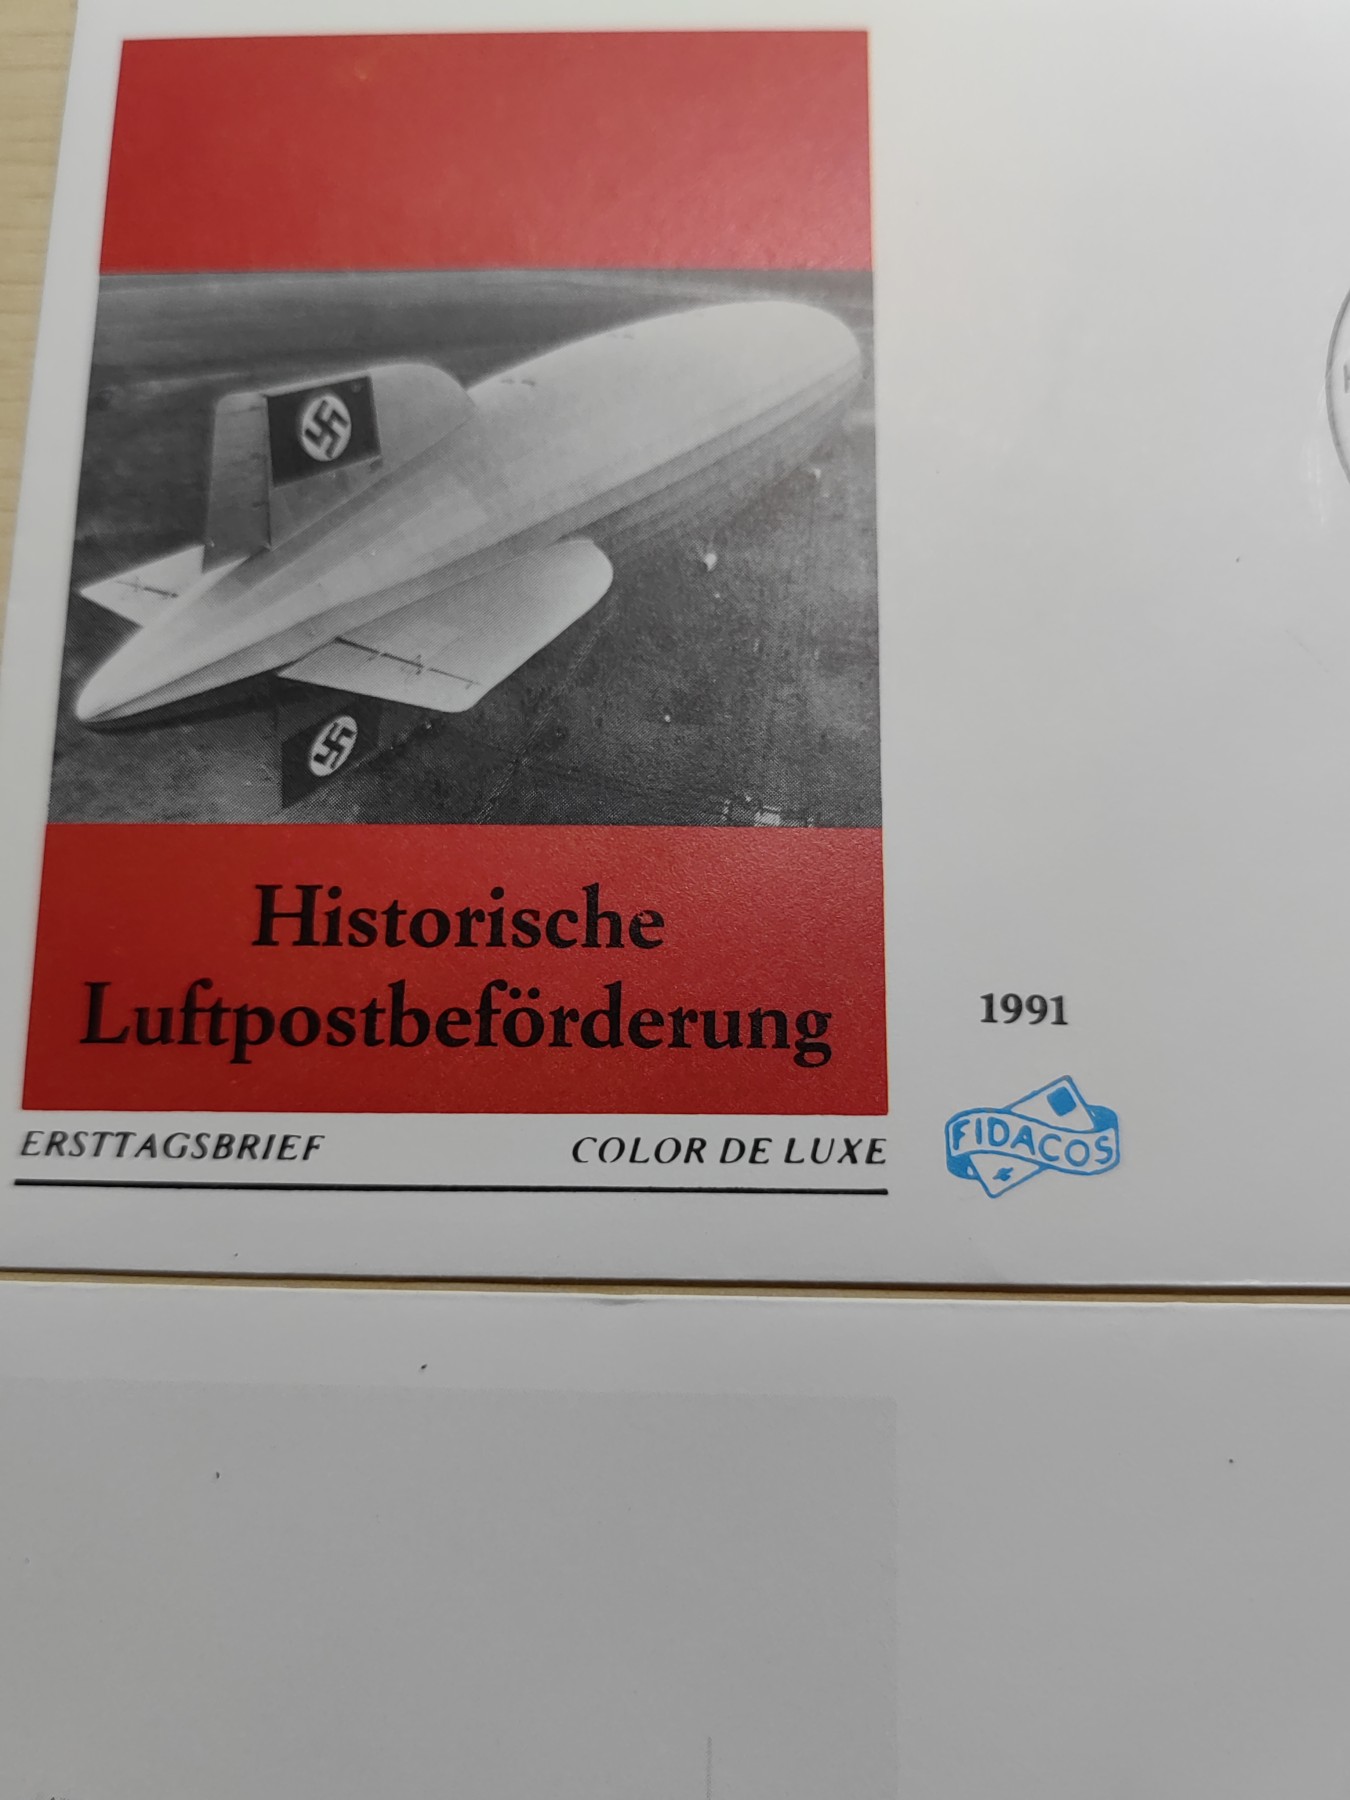 Historische
Luftpostbeförderung
1991
ERSTTAGSBRIEF COLOR DE LUXE
FIDACOS